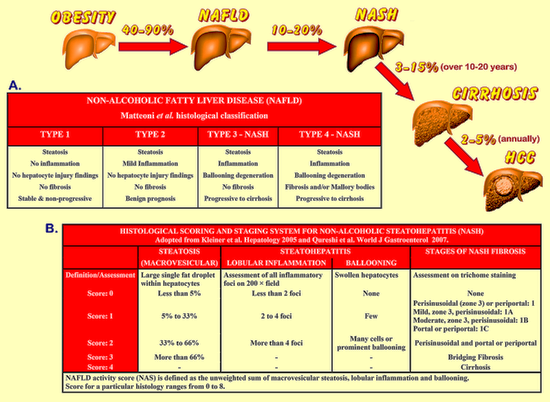 OBESITY
40-90%
NAFLD
10-20%
NASH
3-15% (over 10-20 years)
CIRRHOSIS
2-5% (annually)
HCC
A.
NON-ALCOHOLIC FATTY LIVER DISEASE (NAFLD)
Matteoni et al. histological classification
TYPE 1 TYPE 2 TYPE 3 - NASH TYPE 4 - NASH
Steatosis Steatosis Steatosis Steatosis
No inflammation Mild Inflammation Inflammation Inflammation
No hepatocyte injury findings No hepatocyte injury findings Ballooning degeneration Ballooning degeneration
No fibrosis No fibrosis No fibrosis Fibrosis and/or Mallory bodies
Stable & non-progressive Benign prognosis Progressive to cirrhosis Progressive to cirrhosis
B.
HISTOLOGICAL SCORING AND STAGING SYSTEM FOR NON-ALCOHOLIC STEATOHEPATITIS (NASH)
Adopted from Kleiner et al. Hepatology 2005 and Qureshi et al. World J Gastroenterol 2007.
STEATOSIS STEATOHEPATITIS STAGES OF NASH FIBROSIS
(MACROVESICULAR) LOBULAR INFLAMMATION BALLOONING
Definition/Assessment Large single fat droplet Assessment of all inflammatory Swollen hepatocytes Assessment on trichome staining
within hepatocytes foci on 200 × field
Score: 0 Less than 5% Less than 2 foci None None
Perisinusoidal (zone 3) or periportal: 1
Score: 1 5% to 33% 2 to 4 foci Few Mild, zone 3, perisinusoidal: 1A
Moderate, zone 3, perisinusoidal: 1B
Portal or periportal: 1C
Score: 2 33% to 66% More than 4 foci Many cells or Perisinusoidal and portal or periportal
prominent ballooning
Score: 3 More than 66% - - Bridging Fibrosis
Score: 4 - - - Cirrhosis
NAFLD activity score (NAS) is defined as the unweighted sum of macrovesicular steatosis, lobular inflammation and ballooning.
Score for a particular histology ranges from 0 to 8.